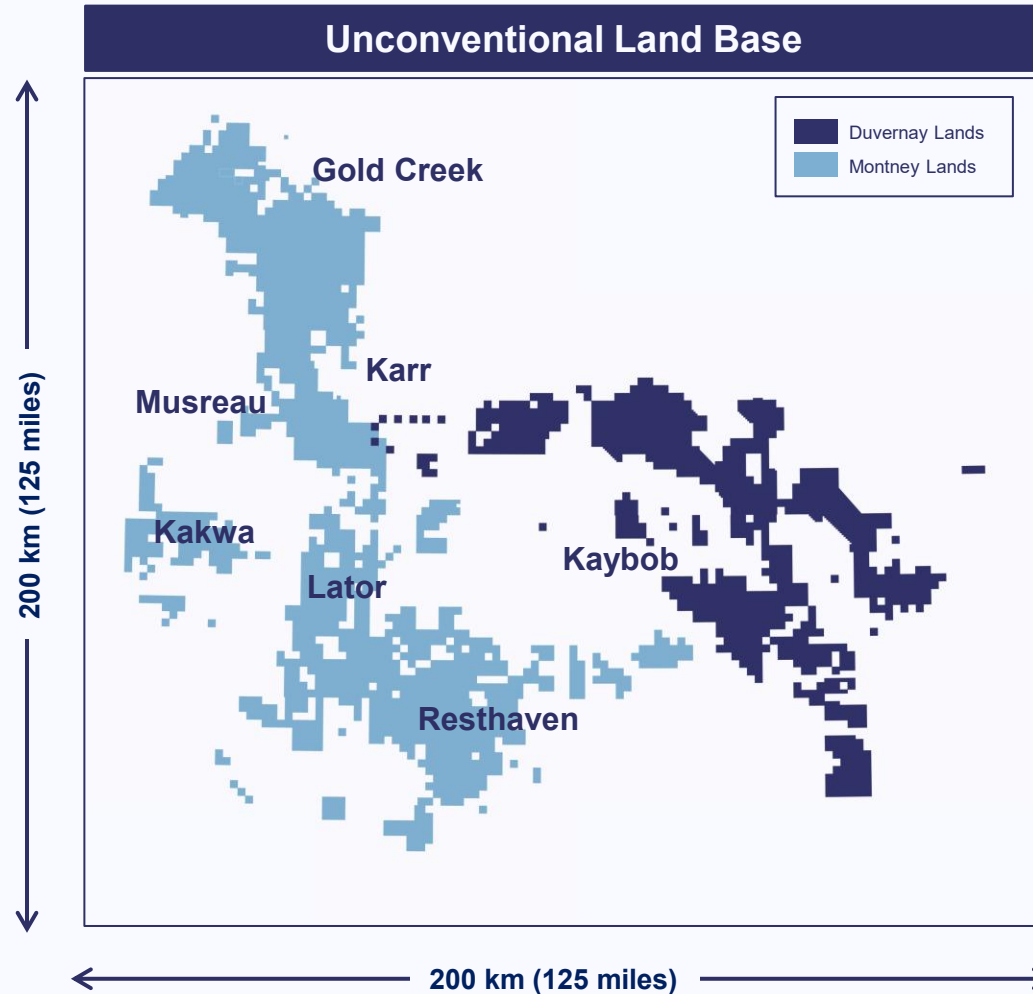 Unconventional Land Base
Duvernay Lands
Montney Lands
Gold Creek
Karr
Musreau
Kakwa
Kaybob
Lator
Resthaven
200 km (125 miles)
200 km (125 miles)